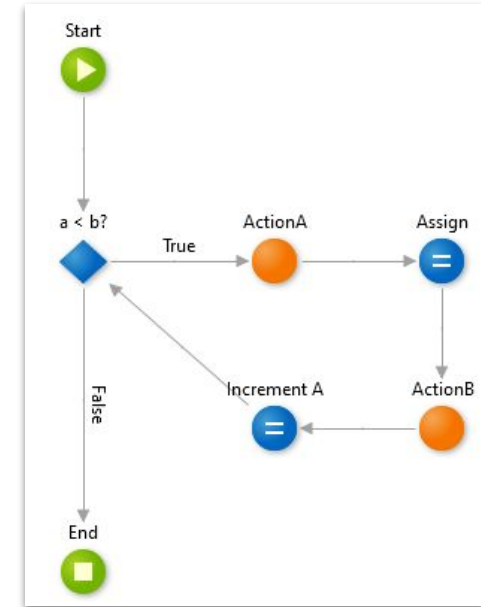 Start
a < b?
True
ActionA
Assign
False
Increment A
ActionB
End